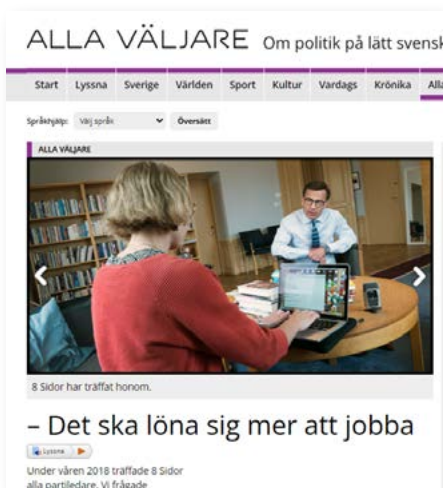 ALLA VÄLJARE Om politik på lätt svensk
Start Lyssna Sverige Världen Sport Kultur Vardags Krönika Alla
Språkhjälp: Välj språk Översätt
ALLA VÄLJARE
8 Sidor har träffat honom.
– Det ska löna sig mer att jobba
Lyssna
Under våren 2018 träffade 8 Sidor
alla partiledare. Vi frågade